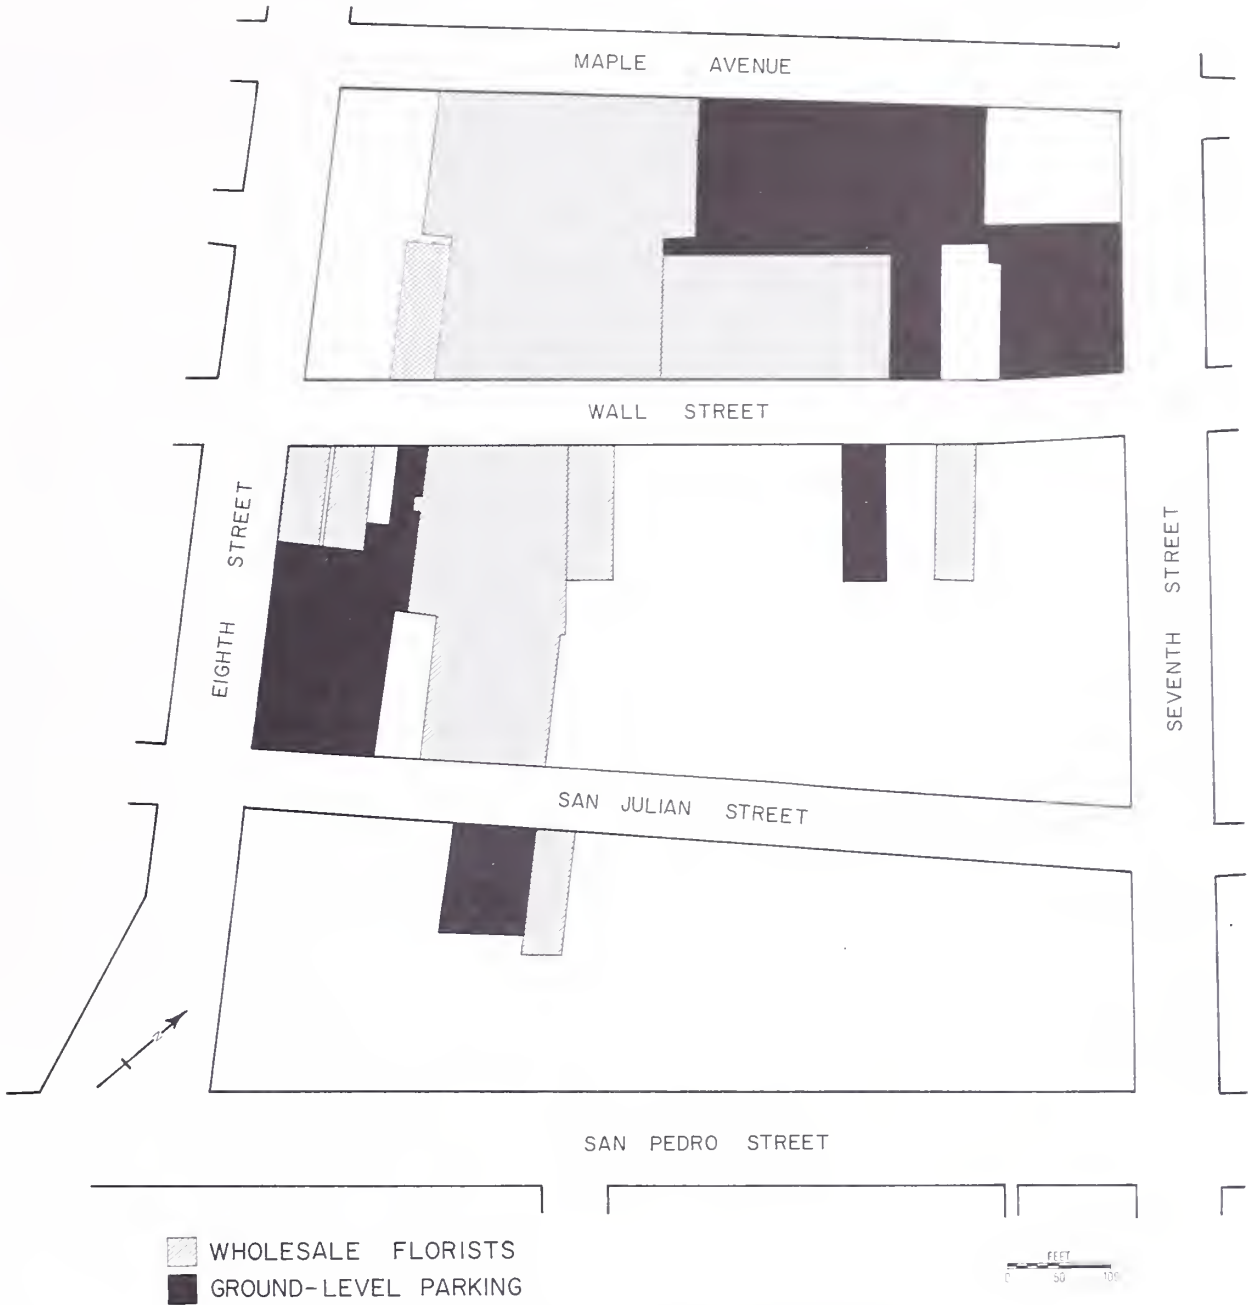 MAPLE AVENUE
WALL STREET
EIGHTH STREET
SEVENTH STREET
SAN JULIAN STREET
N
SAN PEDRO STREET
WHOLESALE FLORISTS
GROUND-LEVEL PARKING
FEET
0 50 100